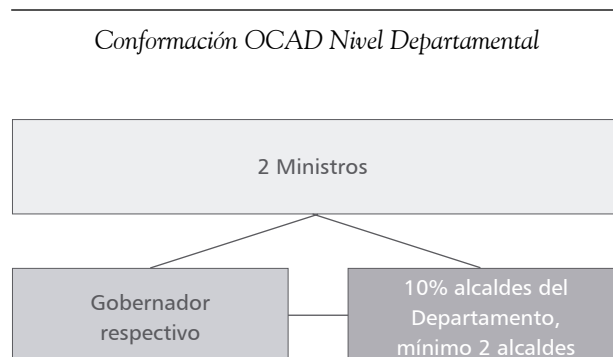 Conformación OCAD Nivel Departamental
2 Ministros
Gobernador
respectivo
10% alcaldes del
Departamento,
mínimo 2 alcaldes